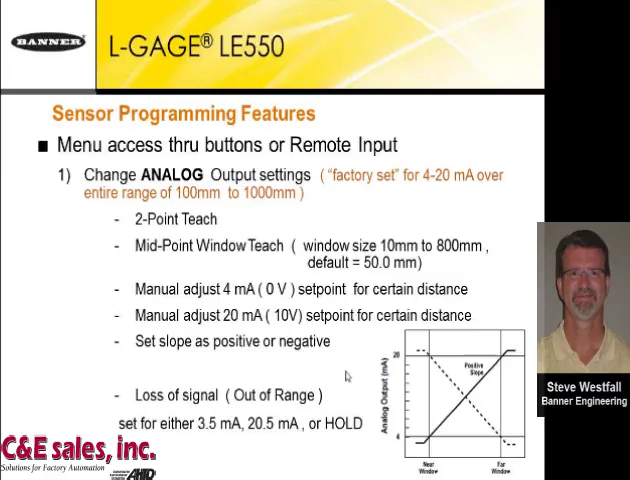 BANNER
L-GAGE® LE550
Sensor Programming Features
■ Menu access thru buttons or Remote Input
1) Change ANALOG Output settings ( “factory set” for 4-20 mA over
entire range of 100mm to 1000mm )
- 2-Point Teach
- Mid-Point Window Teach ( window size 10mm to 800mm ,
default = 50.0 mm)
- Manual adjust 4 mA ( 0 V ) setpoint for certain distance
- Manual adjust 20 mA ( 10V) setpoint for certain distance
- Set slope as positive or negative
- Loss of signal ( Out of Range )
set for either 3.5 mA, 20.5 mA , or HOLD
Analog Output (mA)
20
Positive
Slope
4
Near
Window
Far
Window
Steve Westfall
Banner Engineering
C&E sales, inc.
Solutions for Factory Automation
AHTD